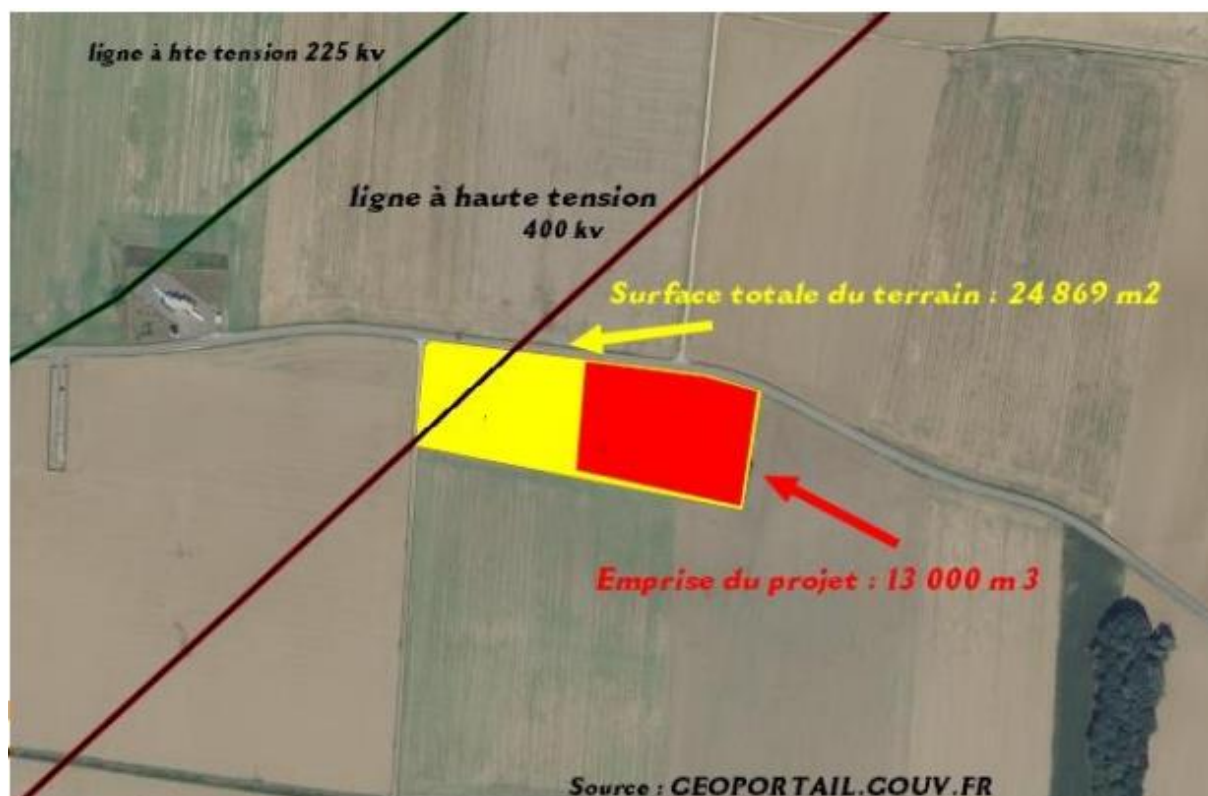 ligne à hte tension 225 kv
ligne à haute tension
400 kv
Surface totale du terrain : 24 869 m2
Emprise du projet : 13 000 m 3
Source : GEOPORTAIL.GOUV.FR